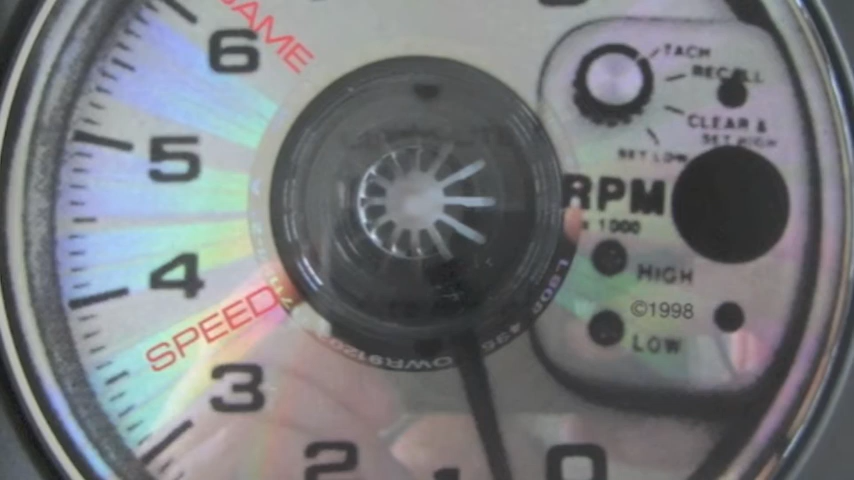 GAME
6
TACH
RECALL
CLEAR &
SET HIGH
SET LOW
5
RPM
x 1000
4
HIGH
SPEED
©1998
LOW
3
2
0